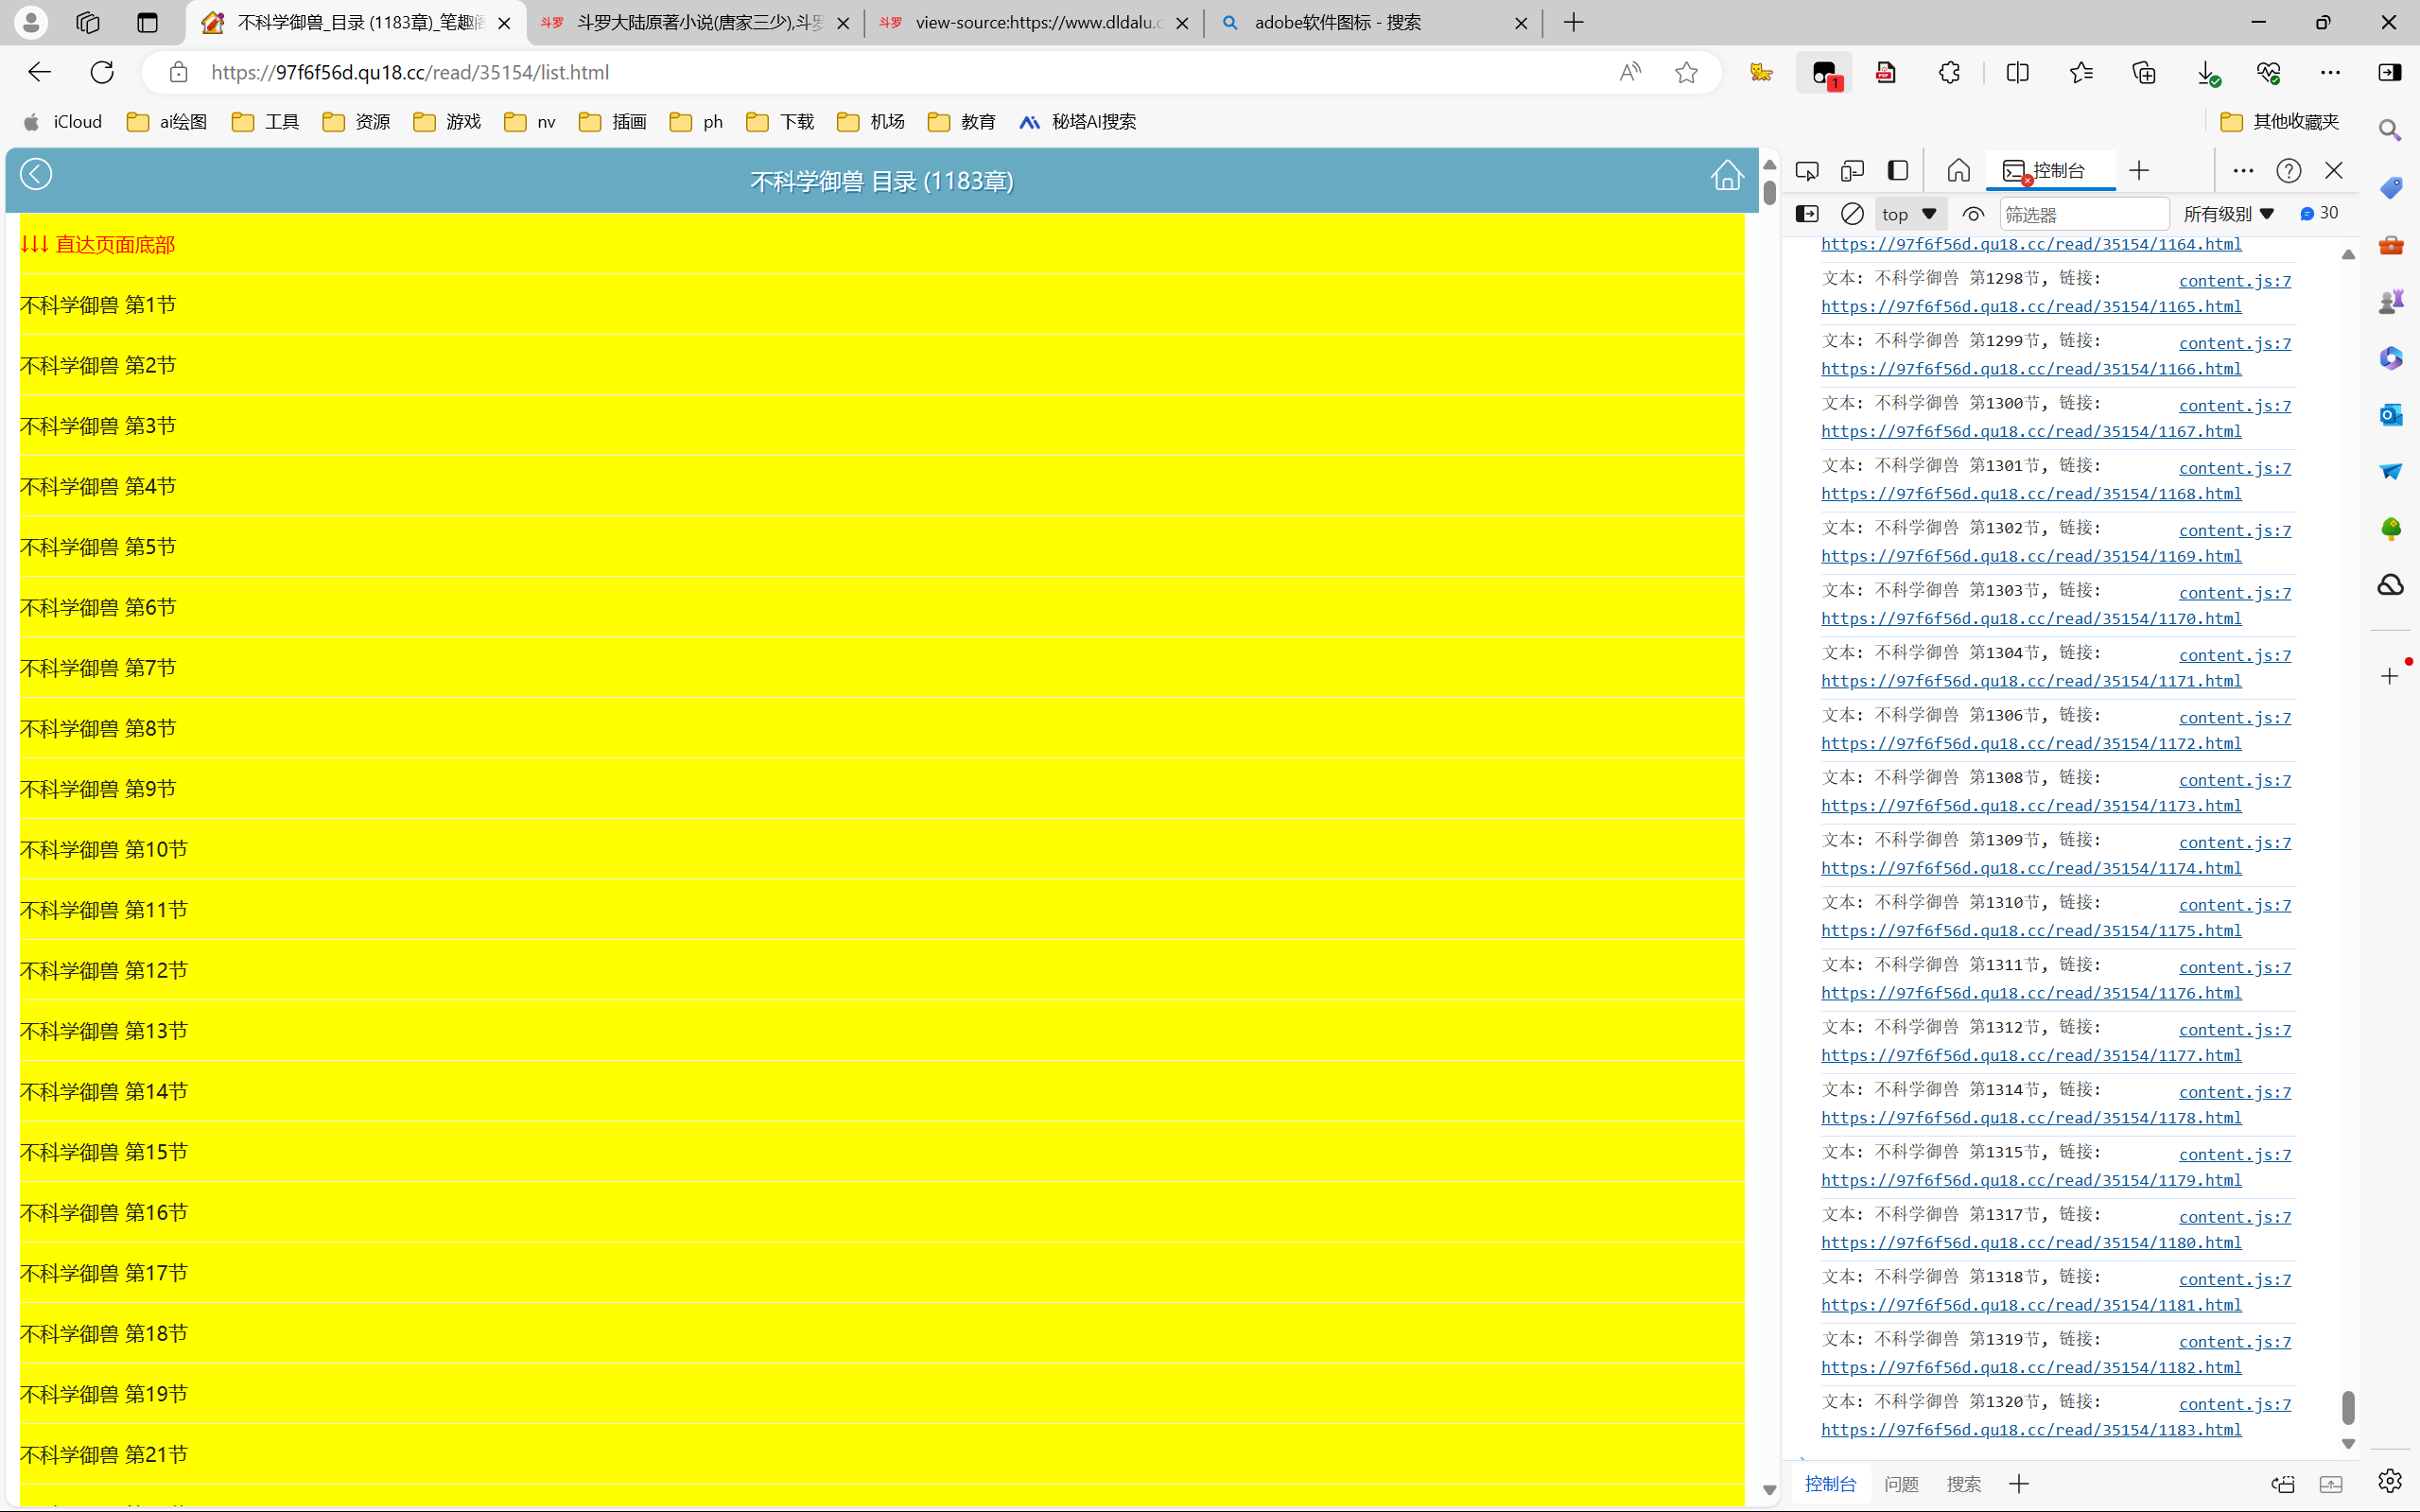 不科学御兽_目录 (1183章)_笔趣阁
斗罗大陆原著小说(唐家三少),斗罗
view-source:https://www.dldalu.c
adobe软件图标 - 搜索
https://97f6f56d.qu18.cc/read/35154/list.html
1
iCloud
ai绘图
工具
资源
游戏
nv
插画
ph
下载
机场
教育
秘塔AI搜索
其他收藏夹
不科学御兽 目录 (1183章)
↓↓↓ 直达页面底部
不科学御兽 第1节
不科学御兽 第2节
不科学御兽 第3节
不科学御兽 第4节
不科学御兽 第5节
不科学御兽 第6节
不科学御兽 第7节
不科学御兽 第8节
不科学御兽 第9节
不科学御兽 第10节
不科学御兽 第11节
不科学御兽 第12节
不科学御兽 第13节
不科学御兽 第14节
不科学御兽 第15节
不科学御兽 第16节
不科学御兽 第17节
不科学御兽 第18节
不科学御兽 第19节
不科学御兽 第21节
控制台
top
筛选器
所有级别
30
https://97f6f56d.qu18.cc/read/35154/1164.html
文本: 不科学御兽 第1298节, 链接: content.js:7
https://97f6f56d.qu18.cc/read/35154/1165.html
文本: 不科学御兽 第1299节, 链接: content.js:7
https://97f6f56d.qu18.cc/read/35154/1166.html
文本: 不科学御兽 第1300节, 链接: content.js:7
https://97f6f56d.qu18.cc/read/35154/1167.html
文本: 不科学御兽 第1301节, 链接: content.js:7
https://97f6f56d.qu18.cc/read/35154/1168.html
文本: 不科学御兽 第1302节, 链接: content.js:7
https://97f6f56d.qu18.cc/read/35154/1169.html
文本: 不科学御兽 第1303节, 链接: content.js:7
https://97f6f56d.qu18.cc/read/35154/1170.html
文本: 不科学御兽 第1304节, 链接: content.js:7
https://97f6f56d.qu18.cc/read/35154/1171.html
文本: 不科学御兽 第1306节, 链接: content.js:7
https://97f6f56d.qu18.cc/read/35154/1172.html
文本: 不科学御兽 第1308节, 链接: content.js:7
https://97f6f56d.qu18.cc/read/35154/1173.html
文本: 不科学御兽 第1309节, 链接: content.js:7
https://97f6f56d.qu18.cc/read/35154/1174.html
文本: 不科学御兽 第1310节, 链接: content.js:7
https://97f6f56d.qu18.cc/read/35154/1175.html
文本: 不科学御兽 第1311节, 链接: content.js:7
https://97f6f56d.qu18.cc/read/35154/1176.html
文本: 不科学御兽 第1312节, 链接: content.js:7
https://97f6f56d.qu18.cc/read/35154/1177.html
文本: 不科学御兽 第1314节, 链接: content.js:7
https://97f6f56d.qu18.cc/read/35154/1178.html
文本: 不科学御兽 第1315节, 链接: content.js:7
https://97f6f56d.qu18.cc/read/35154/1179.html
文本: 不科学御兽 第1317节, 链接: content.js:7
https://97f6f56d.qu18.cc/read/35154/1180.html
文本: 不科学御兽 第1318节, 链接: content.js:7
https://97f6f56d.qu18.cc/read/35154/1181.html
文本: 不科学御兽 第1319节, 链接: content.js:7
https://97f6f56d.qu18.cc/read/35154/1182.html
文本: 不科学御兽 第1320节, 链接: content.js:7
https://97f6f56d.qu18.cc/read/35154/1183.html
控制台
问题
搜索